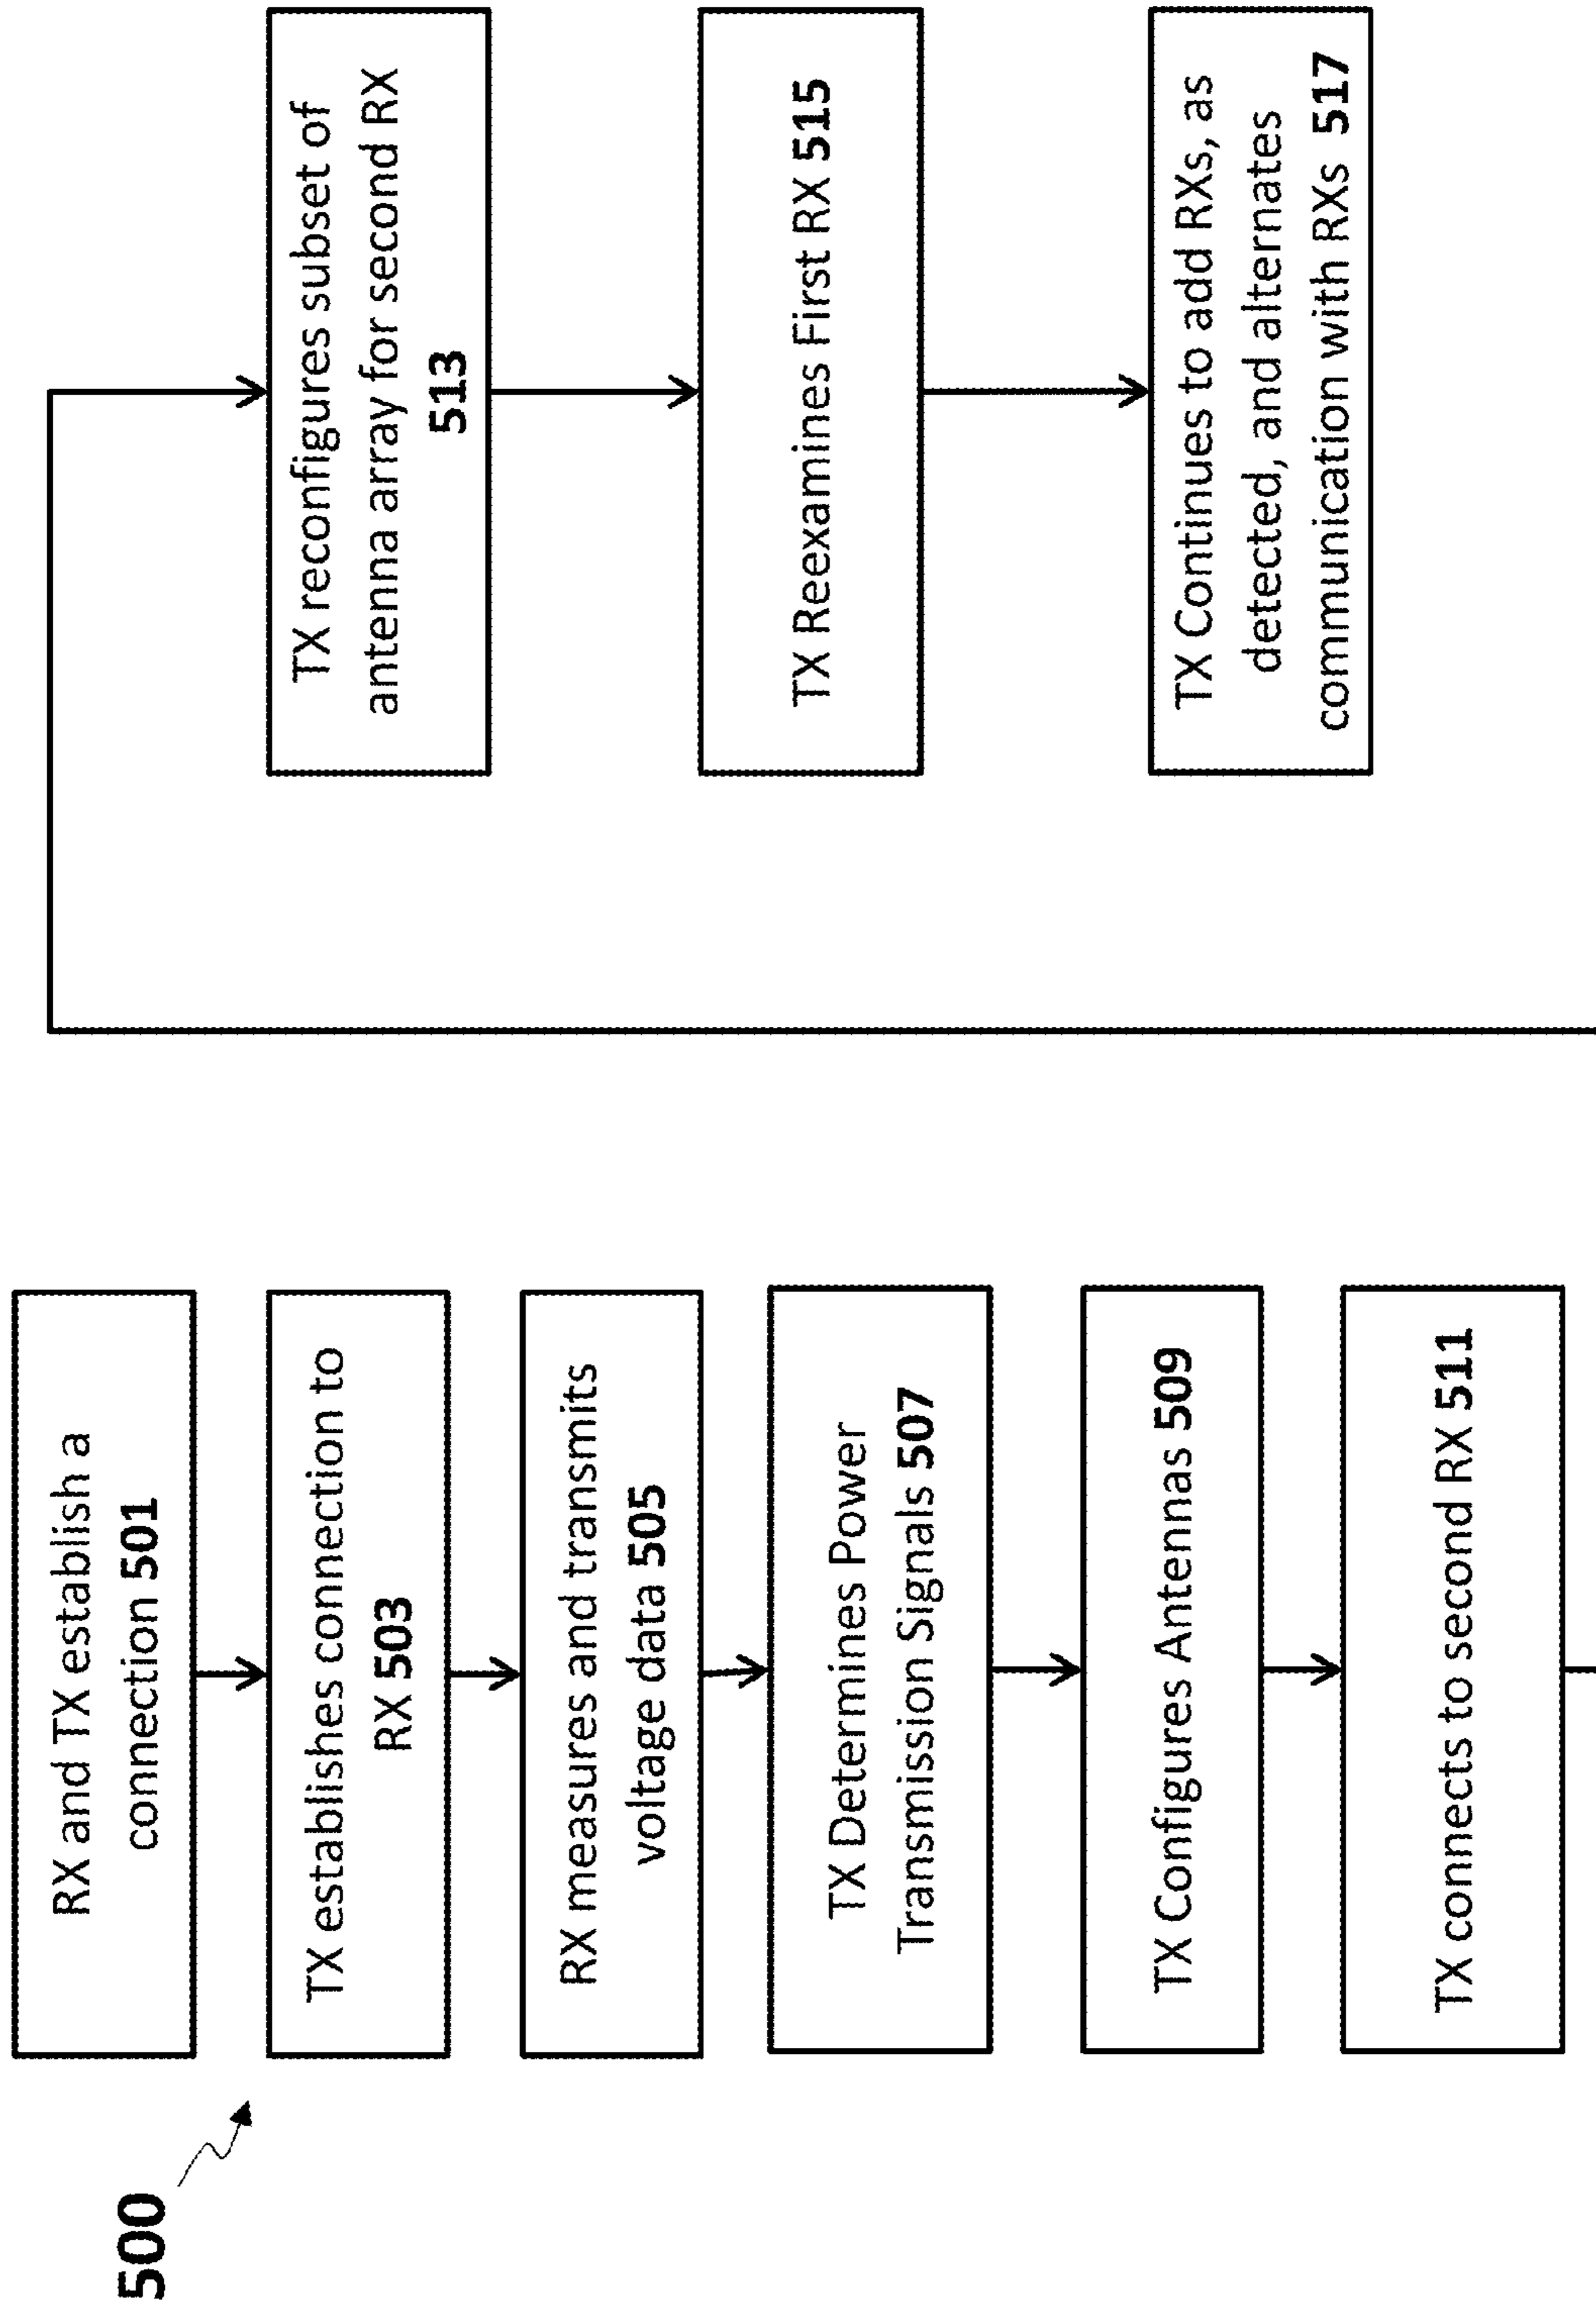 500
RX and TX establish a
connection 501
TX establishes connection to
RX 503
RX measures and transmits
voltage data 505
TX Determines Power
Transmission Signals 507
TX Configures Antennas 509
TX connects to second RX 511
TX reconfigures subset of
antenna array for second RX
513
TX Reexamines First RX 515
TX Continues to add RXs, as
detected, and alternates
communication with RXs 517